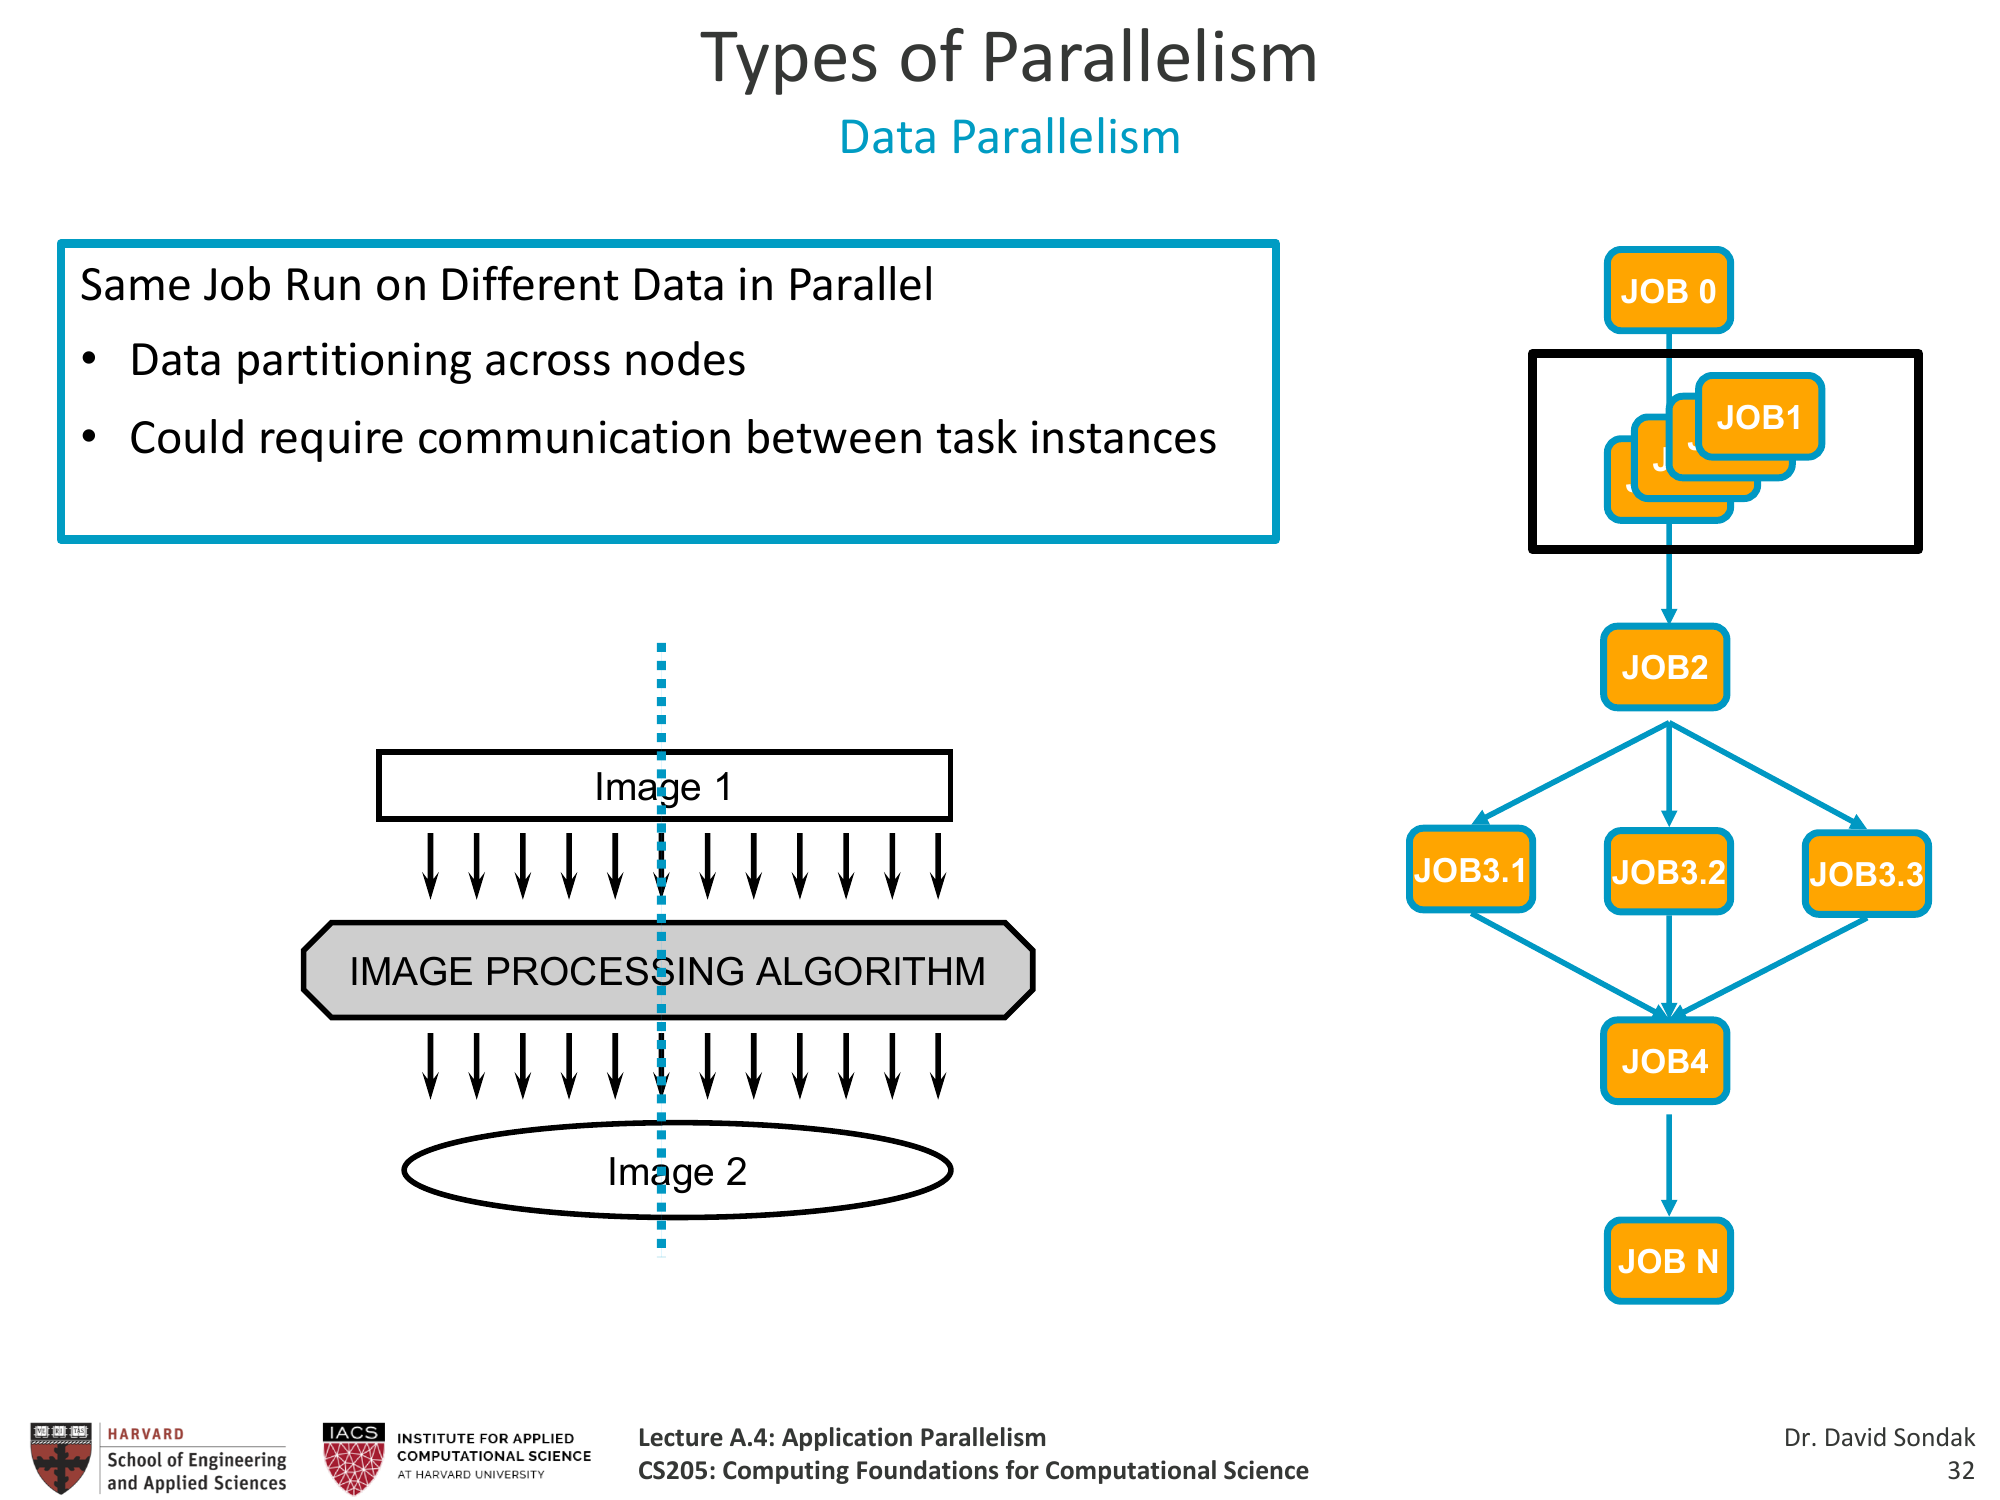 Types of Parallelism
Data Parallelism
Same Job Run on Different Data in Parallel
• Data partitioning across nodes
• Could require communication between task instances
Image 1
IMAGE PROCESSING ALGORITHM
Image 2
JOB 0
JOB1
J
J
JOB2
JOB3.1
JOB3.2
JOB3.3
JOB4
JOB N
HARVARD
School of Engineering
and Applied Sciences
IACS
INSTITUTE FOR APPLIED
COMPUTATIONAL SCIENCE
AT HARVARD UNIVERSITY
Lecture A.4: Application Parallelism
CS205: Computing Foundations for Computational Science
Dr. David Sondak
32